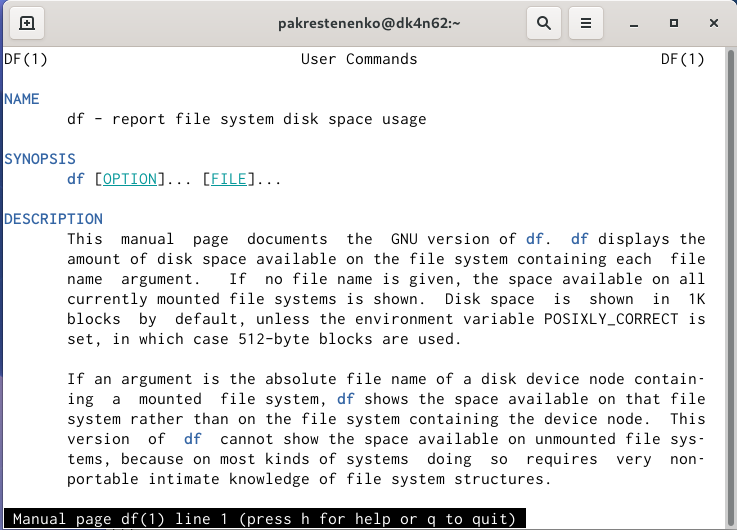 pakrestenenko@dk4n62:~
DF(1) User Commands DF(1)
NAME
df - report file system disk space usage
SYNOPSIS
df [OPTION]... [FILE]...
DESCRIPTION
This manual page documents the GNU version of df. df displays the
amount of disk space available on the file system containing each file
name argument. If no file name is given, the space available on all
currently mounted file systems is shown. Disk space is shown in 1K
blocks by default, unless the environment variable POSIXLY_CORRECT is
set, in which case 512-byte blocks are used.
If an argument is the absolute file name of a disk device node contain-
ing a mounted file system, df shows the space available on that file
system rather than on the file system containing the device node. This
version of df cannot show the space available on unmounted file sys-
tems, because on most kinds of systems doing so requires very non-
portable intimate knowledge of file system structures.
Manual page df(1) line 1 (press h for help or q to quit)